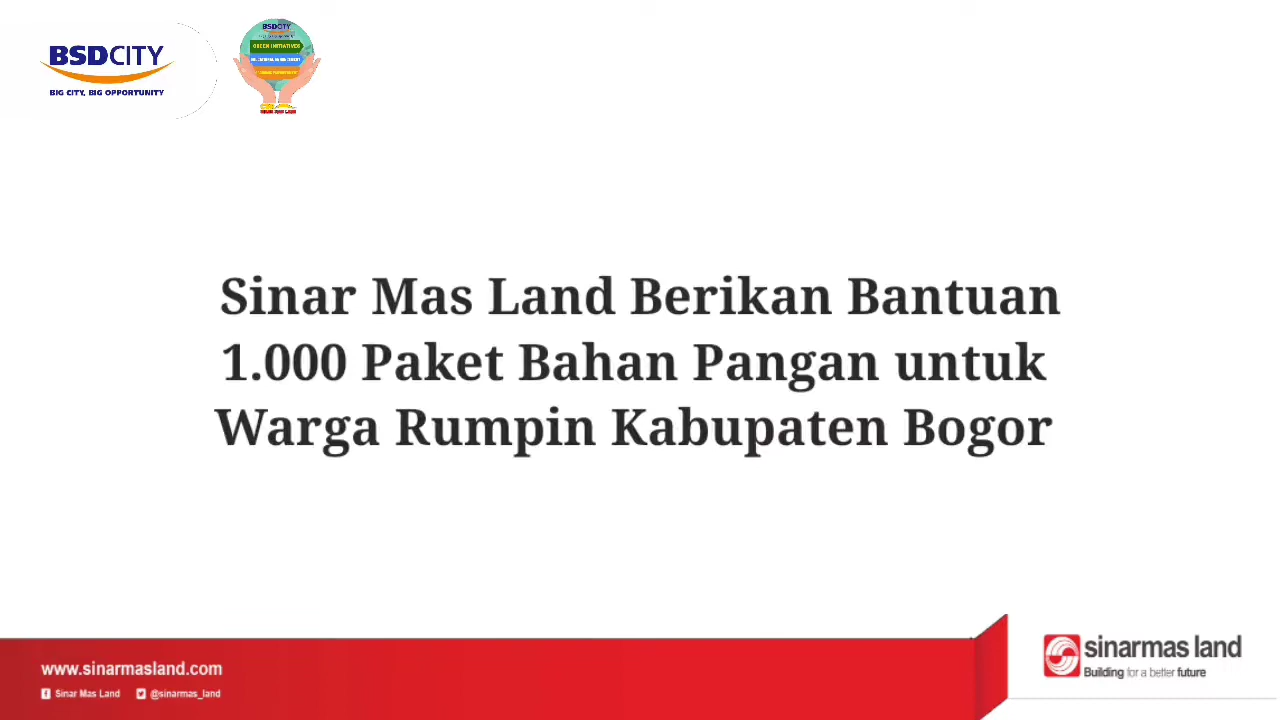 BSDCITY
BIG CITY, BIG OPPORTUNITY
BSDCITY
GREEN INITIATIVES
Sinar Mas Land Berikan Bantuan
1.000 Paket Bahan Pangan untuk
Warga Rumpin Kabupaten Bogor
www.sinarmasland.com
Sinar Mas Land @sinarmas_land
sinarmas land
Building for a better future